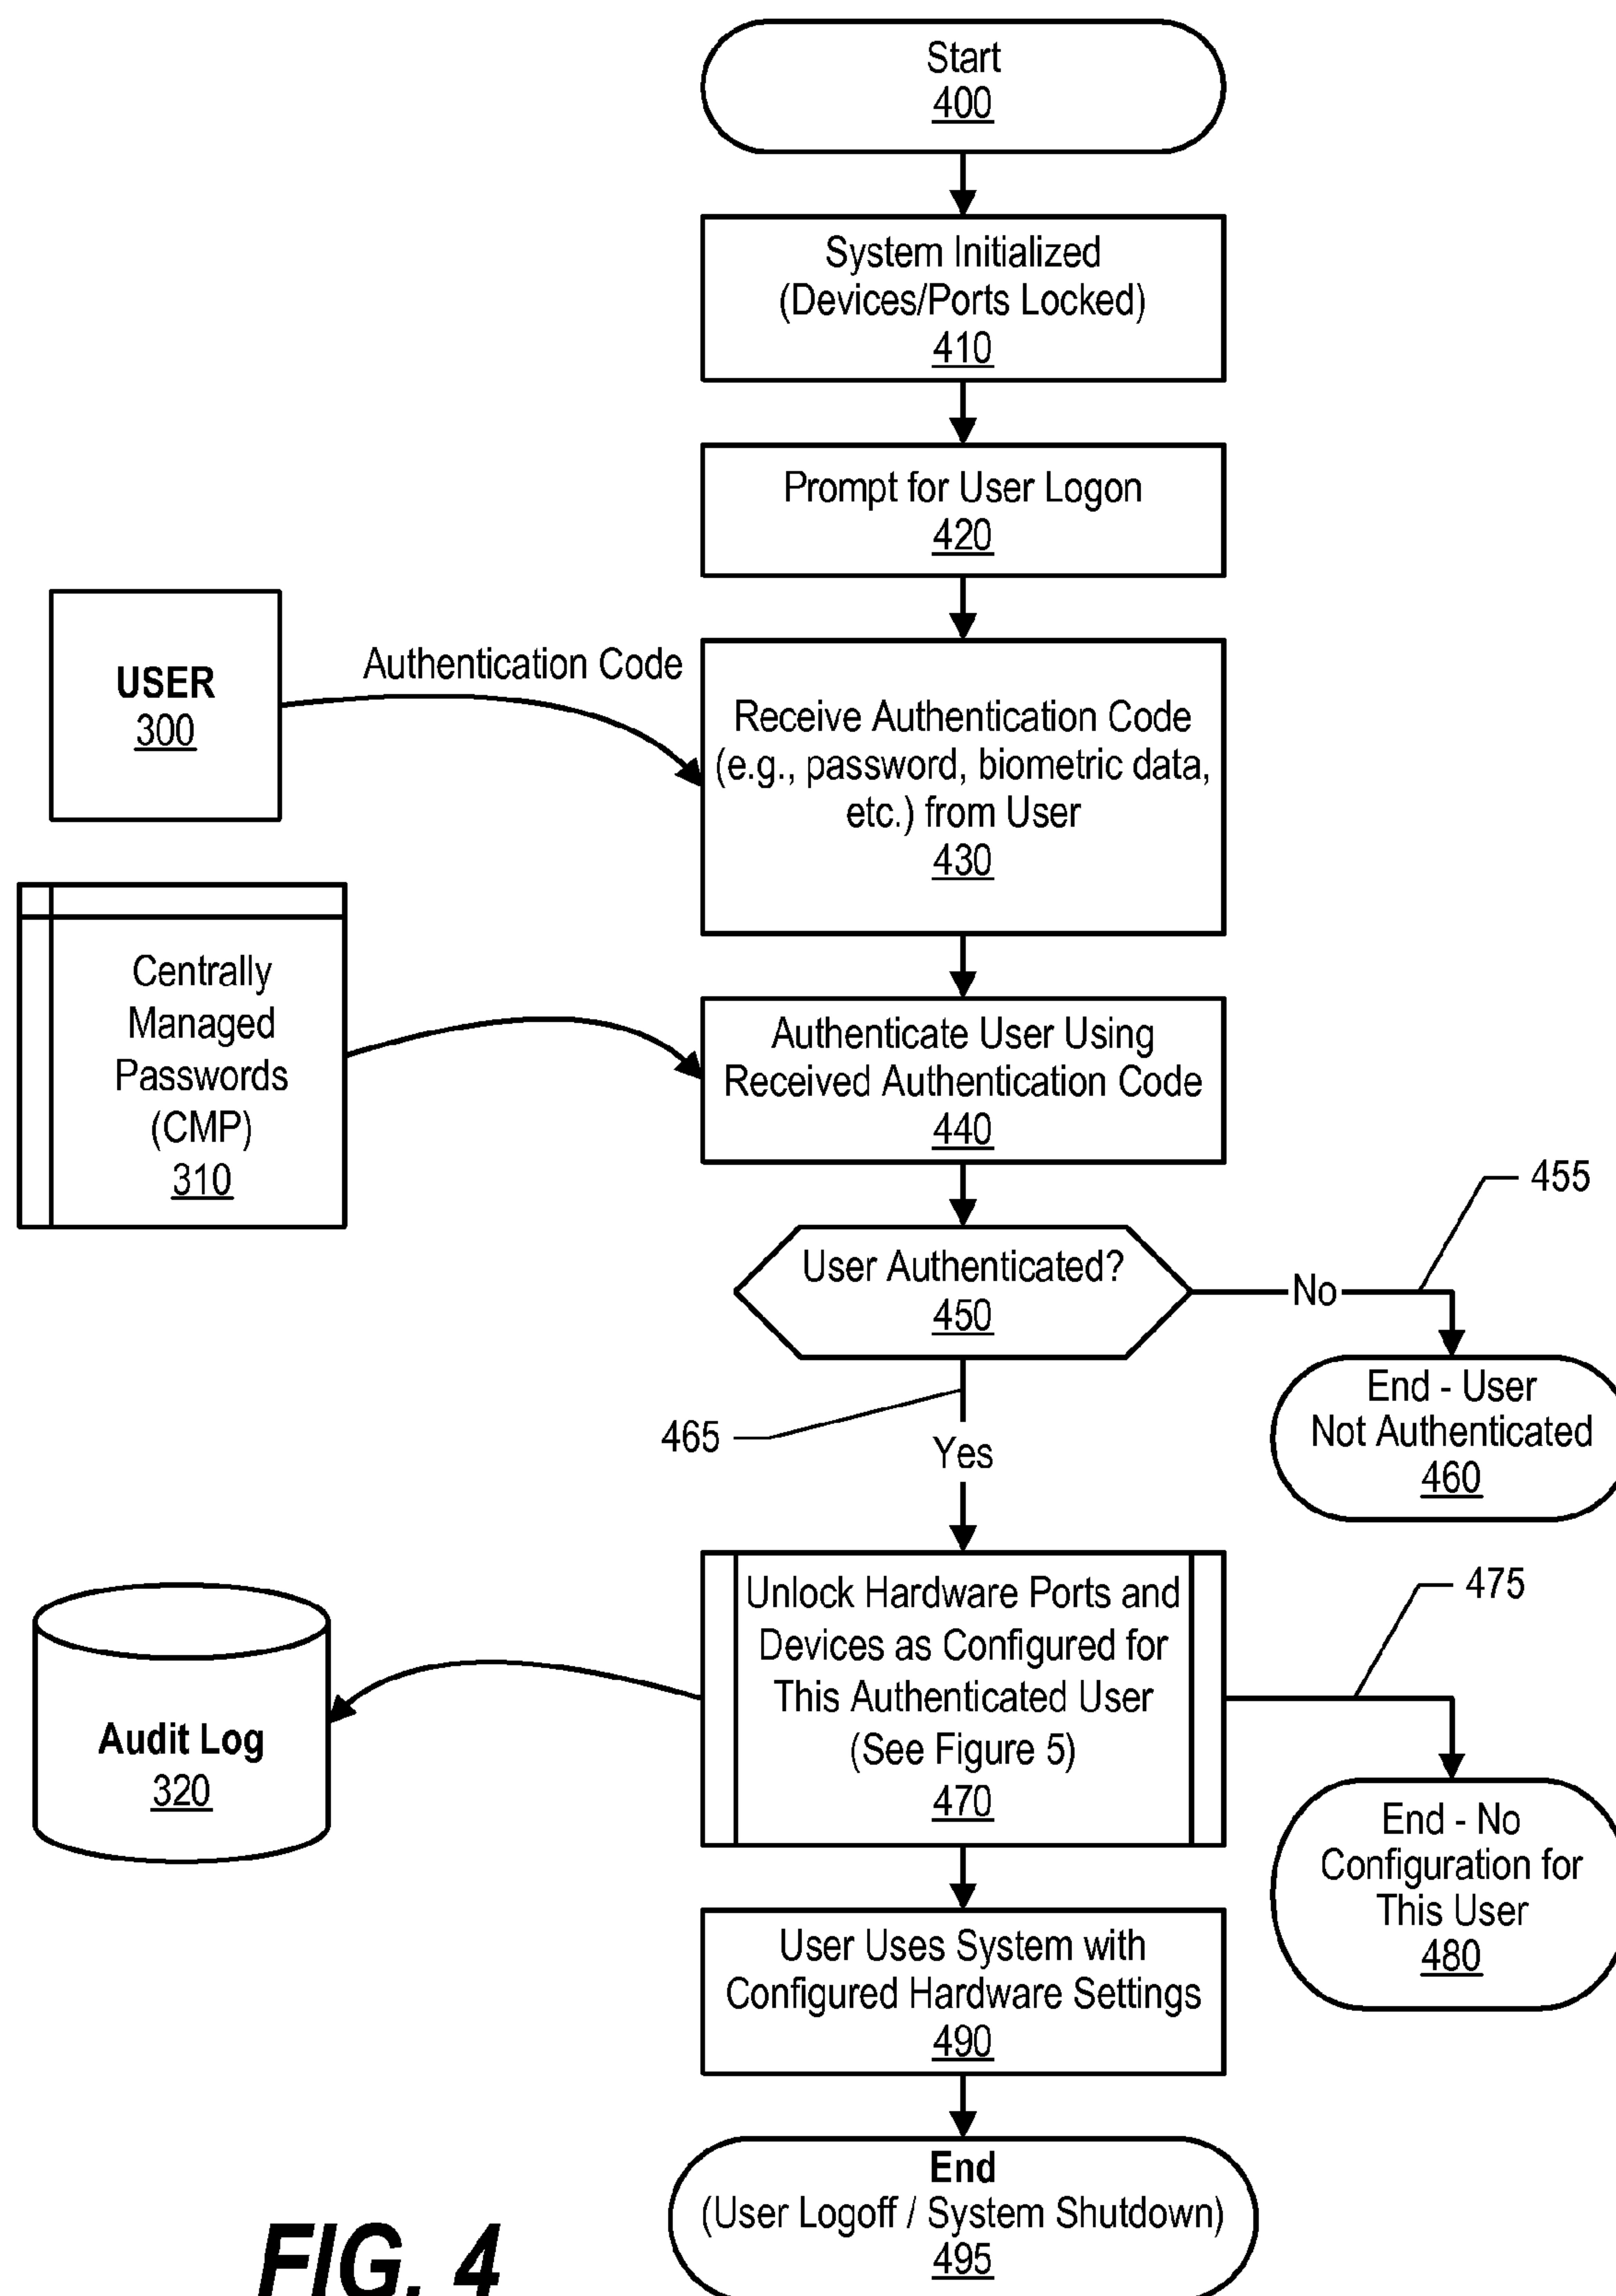 Start
400
System Initialized
(Devices/Ports Locked)
410
Prompt for User Logon
420
USER
300
Authentication Code
Receive Authentication Code
(e.g., password, biometric data,
etc.) from User
430
Centrally
Managed
Passwords
(CMP)
310
Authenticate User Using
Received Authentication Code
440
455
User Authenticated?
450
No
End - User
Not Authenticated
460
465
Yes
Unlock Hardware Ports and
Devices as Configured for
This Authenticated User
(See Figure 5)
470
475
Audit Log
320
End - No
Configuration for
This User
480
User Uses System with
Configured Hardware Settings
490
End
(User Logoff / System Shutdown)
495
FIG. 4